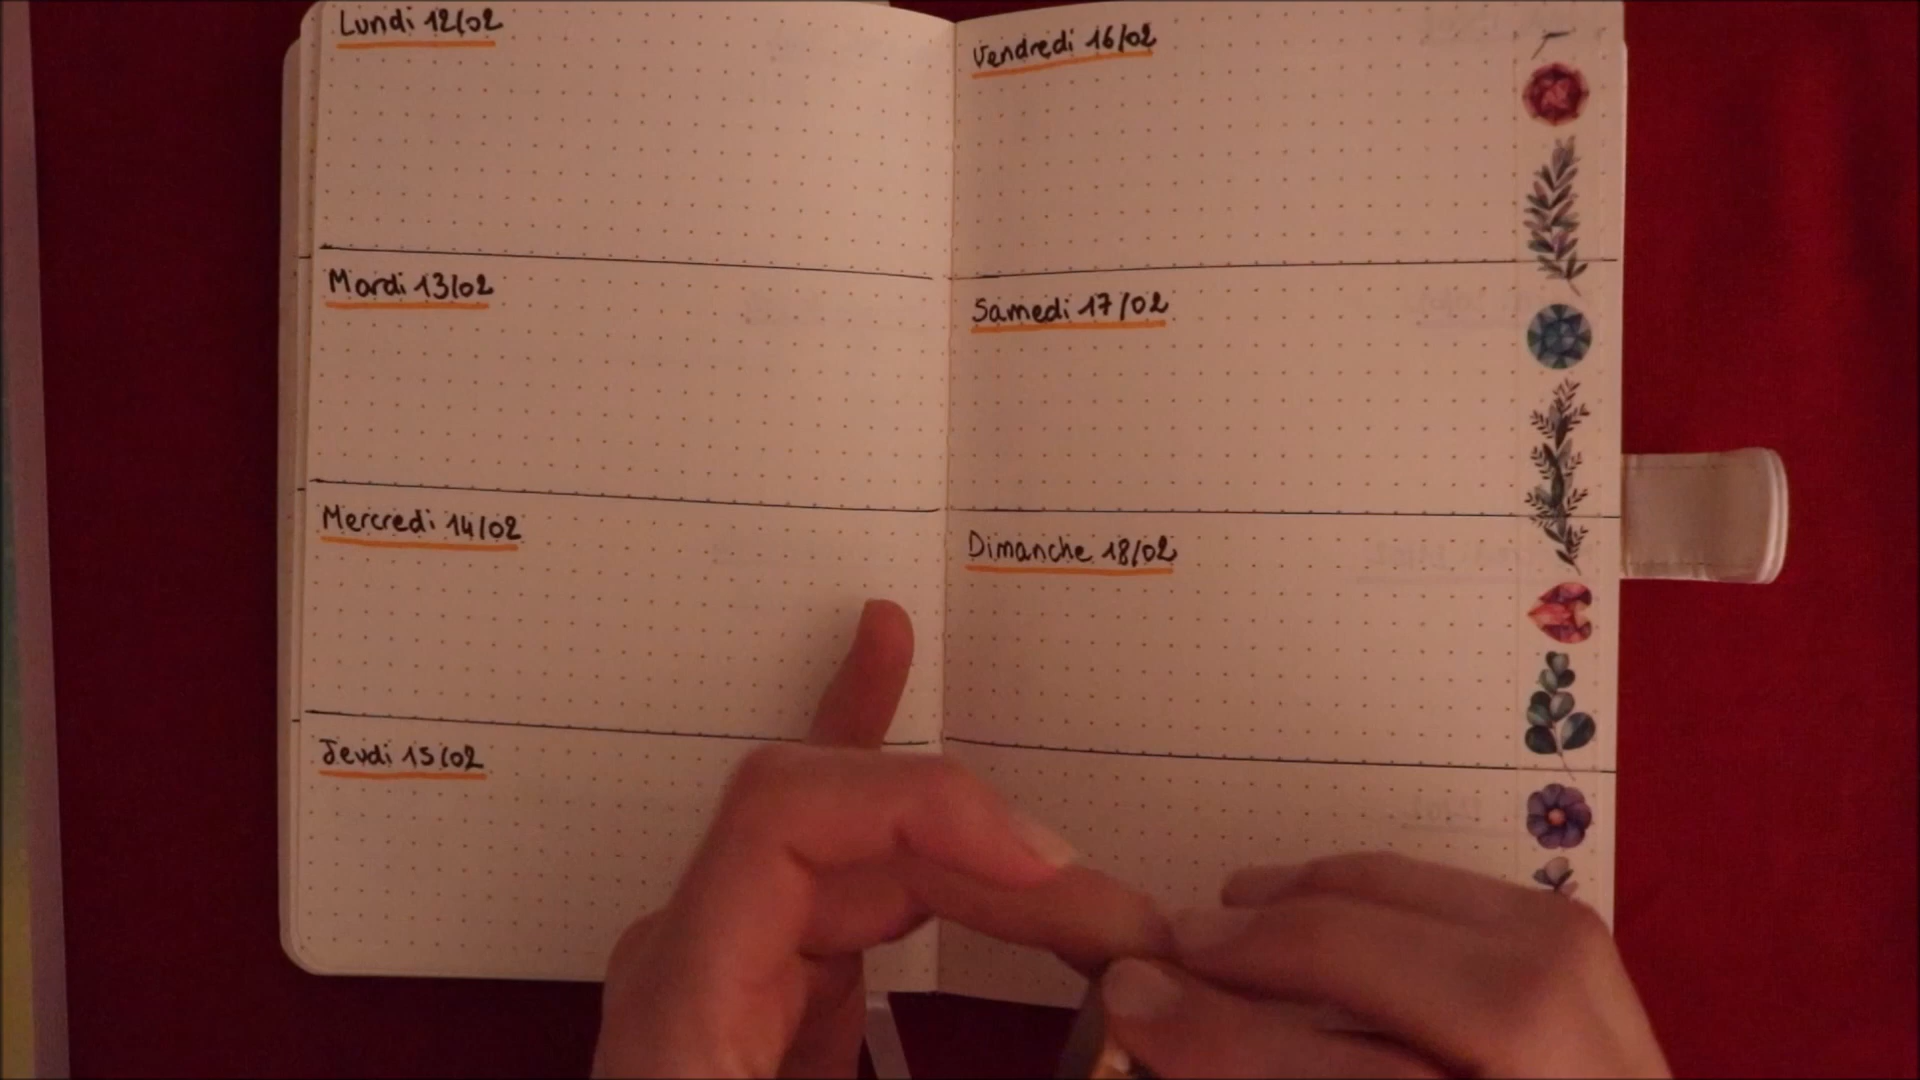 Lundi 12/02
Mardi 13/02
Mercredi 14/02
Jeudi 15/02
Vendredi 16/02
Samedi 17/02
Dimanche 18/02